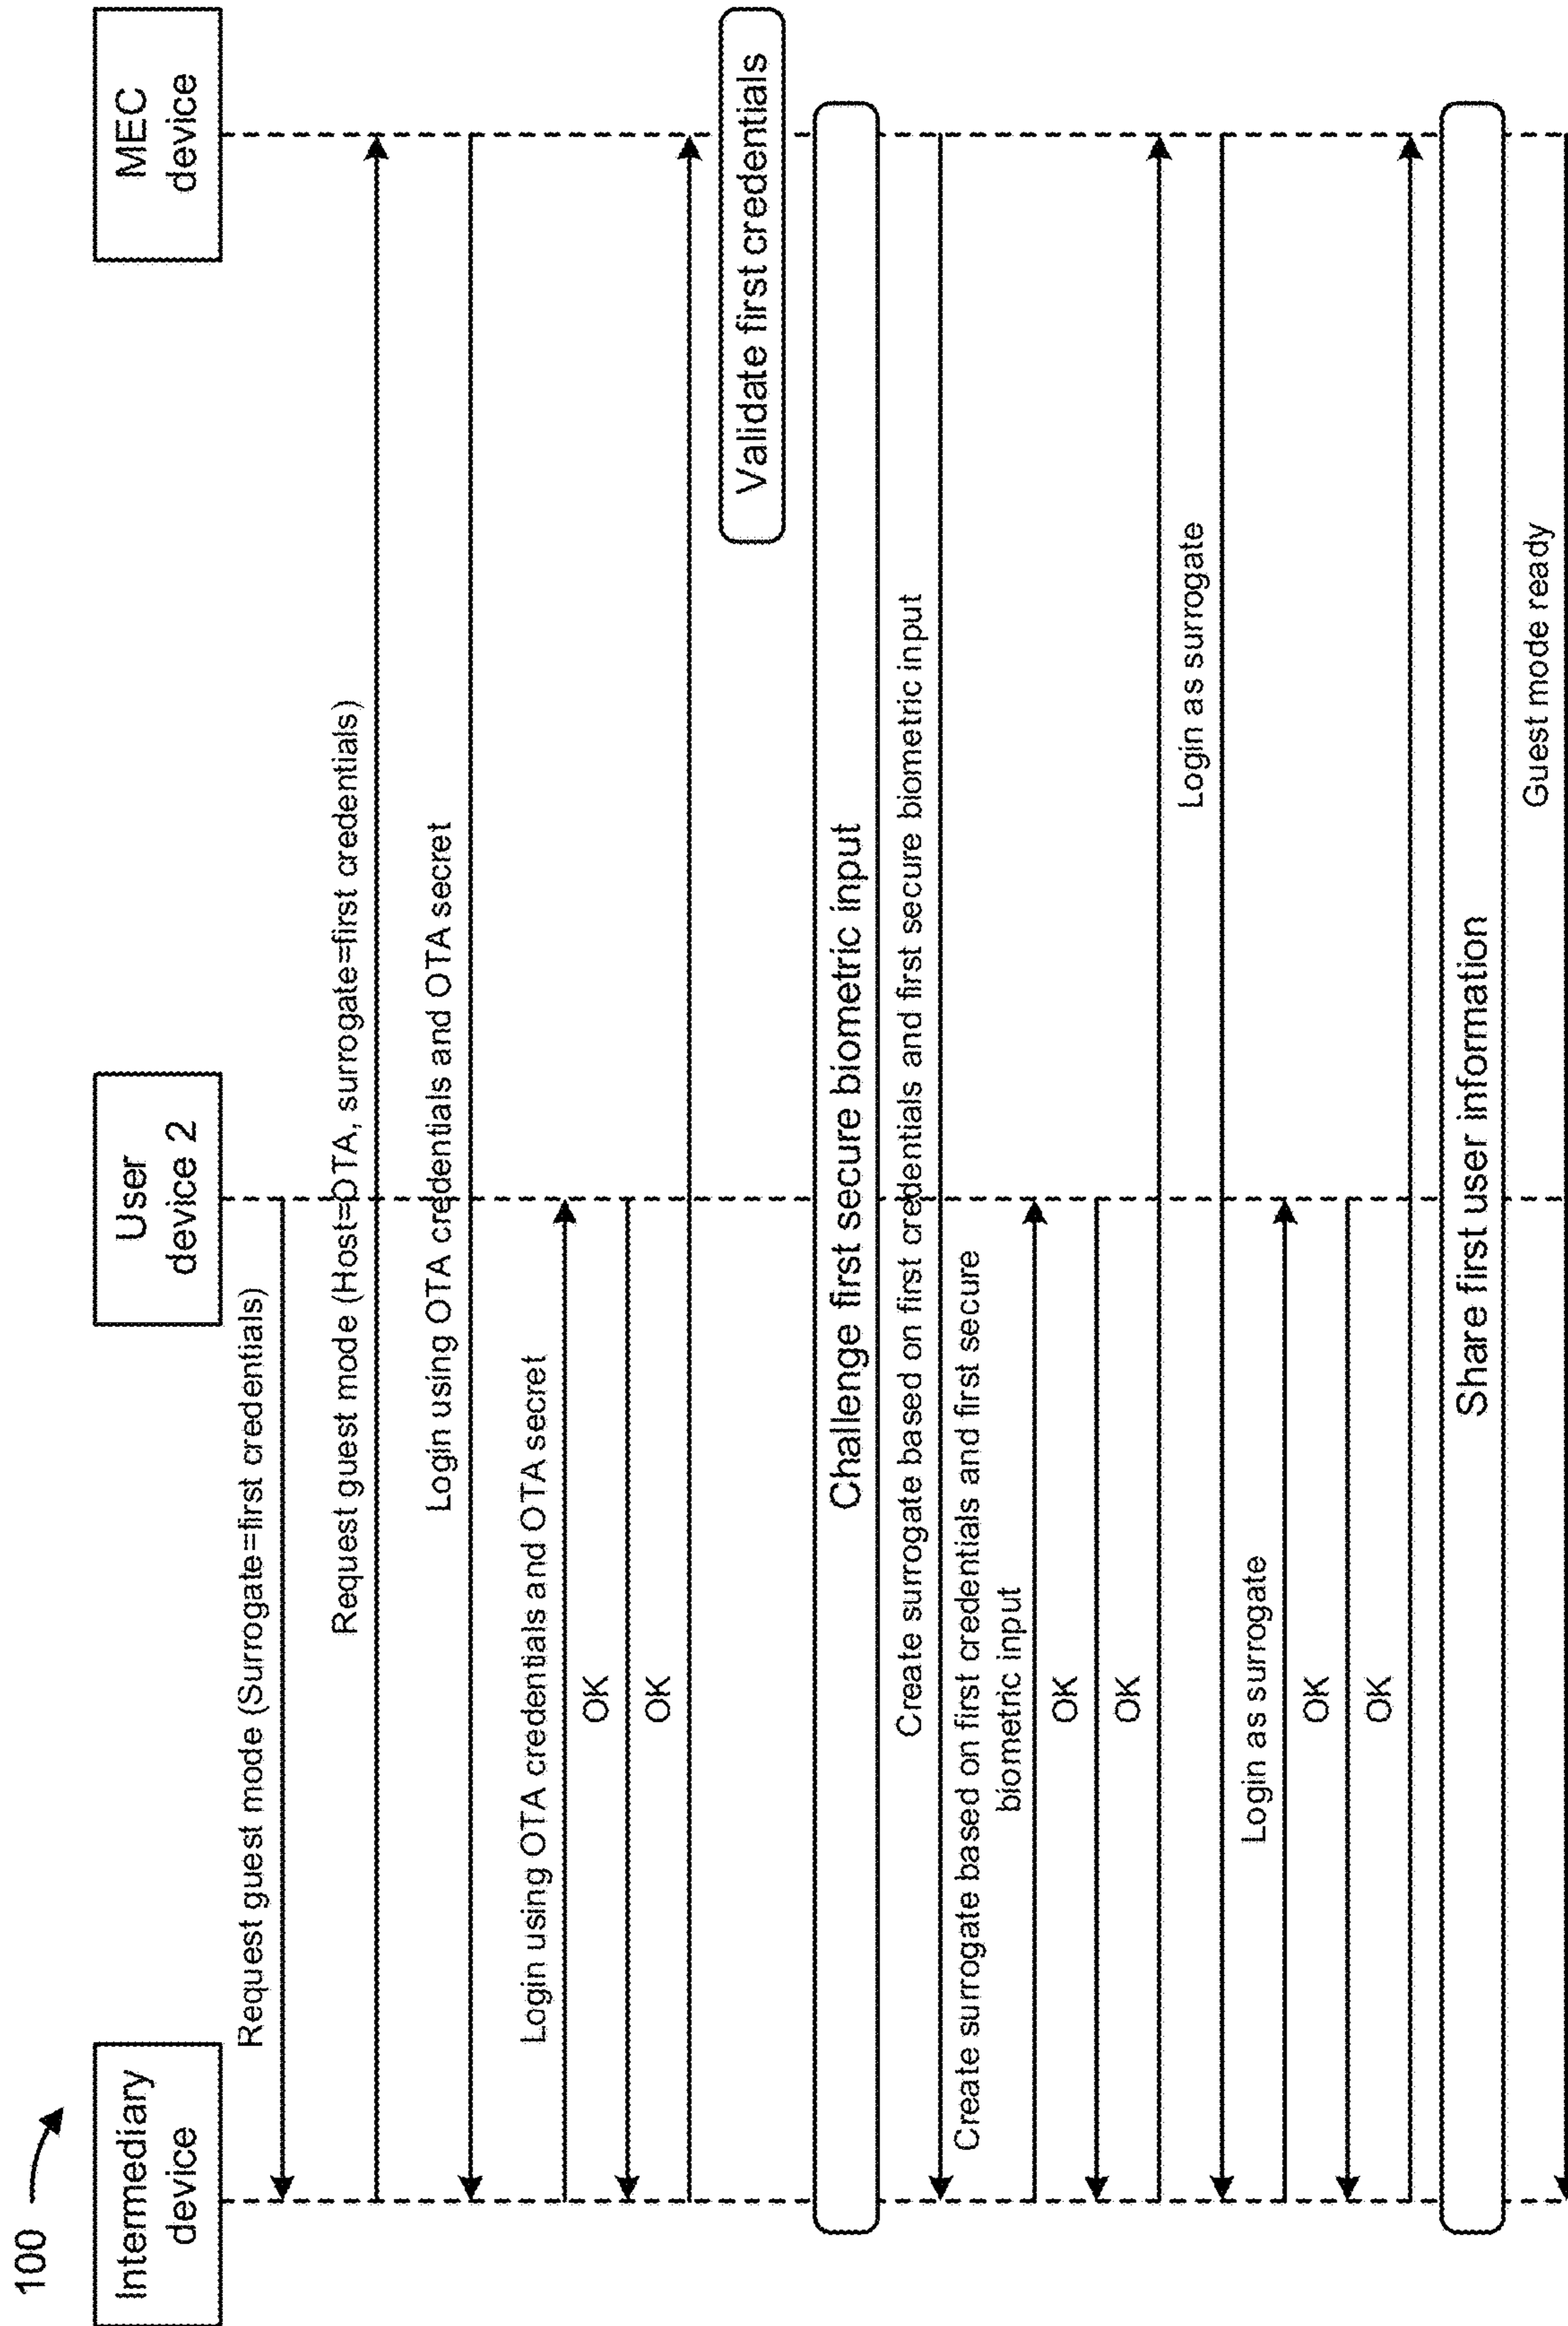 100
Intermediary
device
User
device 2
MEC
device
Request guest mode (Surrogate=first credentials)
Request guest mode (Host=OTA, surrogate=first credentials)
Login using OTA credentials and OTA secret
Login using OTA credentials and OTA secret
OK
OK
Validate first credentials
Challenge first secure biometric input
Create surrogate based on first credentials and first secure biometric input
Create surrogate based on first credentials and first secure
biometric input
OK
OK
Login as surrogate
Login as surrogate
OK
OK
Share first user information
Guest mode ready